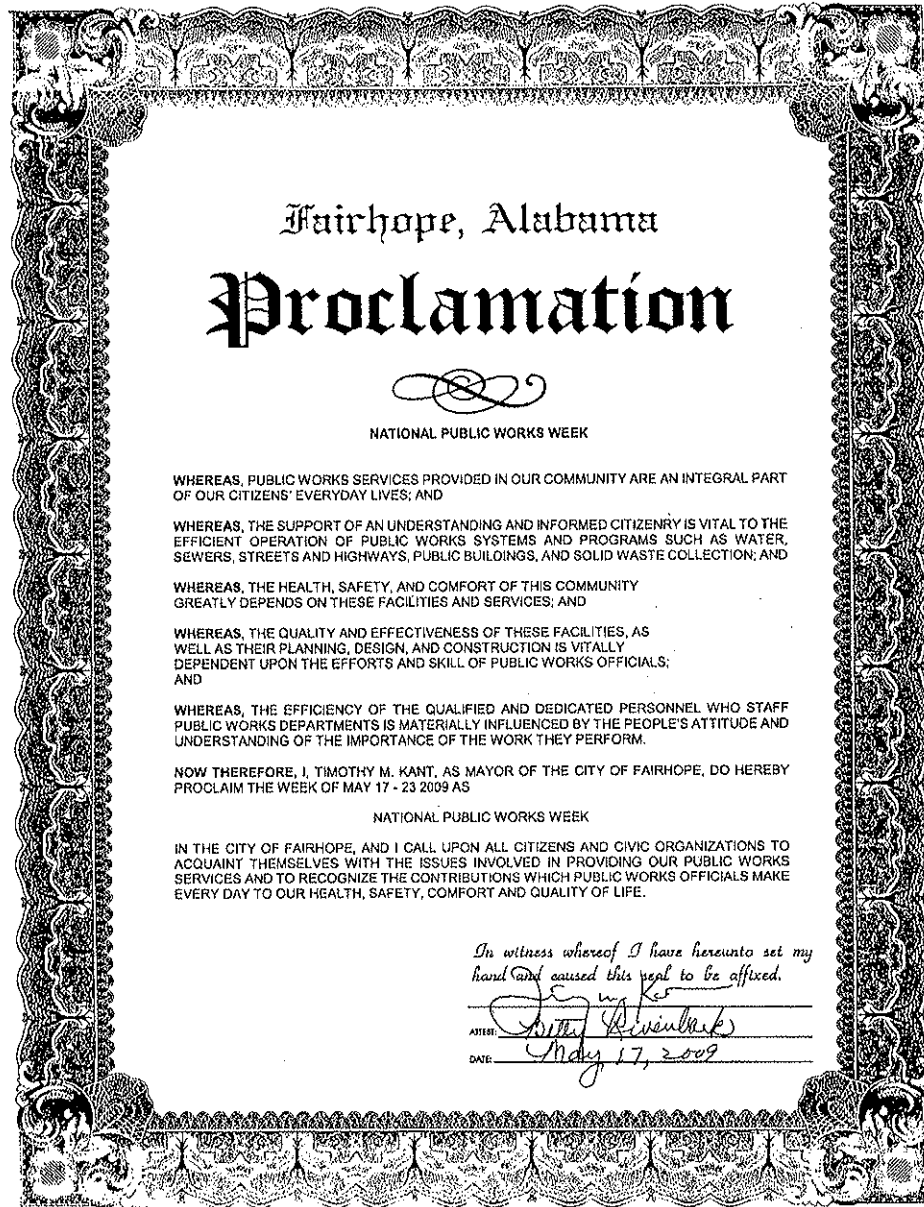 Fairhope, Alabama
Proclamation
NATIONAL PUBLIC WORKS WEEK
WHEREAS, PUBLIC WORKS SERVICES PROVIDED IN OUR COMMUNITY ARE AN INTEGRAL PART
OF OUR CITIZENS' EVERYDAY LIVES; AND
WHEREAS, THE SUPPORT OF AN UNDERSTANDING AND INFORMED CITIZENRY IS VITAL TO THE
EFFICIENT OPERATION OF PUBLIC WORKS SYSTEMS AND PROGRAMS SUCH AS WATER,
SEWERS, STREETS AND HIGHWAYS, PUBLIC BUILDINGS, AND SOLID WASTE COLLECTION; AND
WHEREAS, THE HEALTH, SAFETY, AND COMFORT OF THIS COMMUNITY
GREATLY DEPENDS ON THESE FACILITIES AND SERVICES; AND
WHEREAS, THE QUALITY AND EFFECTIVENESS OF THESE FACILITIES, AS
WELL AS THEIR PLANNING, DESIGN, AND CONSTRUCTION IS VITALLY
DEPENDENT UPON THE EFFORTS AND SKILL OF PUBLIC WORKS OFFICIALS;
AND
WHEREAS, THE EFFICIENCY OF THE QUALIFIED AND DEDICATED PERSONNEL WHO STAFF
PUBLIC WORKS DEPARTMENTS IS MATERIALLY INFLUENCED BY THE PEOPLE'S ATTITUDE AND
UNDERSTANDING OF THE IMPORTANCE OF THE WORK THEY PERFORM.
NOW THEREFORE, I, TIMOTHY M. KANT, AS MAYOR OF THE CITY OF FAIRHOPE, DO HEREBY
PROCLAIM THE WEEK OF MAY 17 - 23 2009 AS
NATIONAL PUBLIC WORKS WEEK
IN THE CITY OF FAIRHOPE, AND I CALL UPON ALL CITIZENS AND CIVIC ORGANIZATIONS TO
ACQUAINT THEMSELVES WITH THE ISSUES INVOLVED IN PROVIDING OUR PUBLIC WORKS
SERVICES AND TO RECOGNIZE THE CONTRIBUTIONS WHICH PUBLIC WORKS OFFICIALS MAKE
EVERY DAY TO OUR HEALTH, SAFETY, COMFORT AND QUALITY OF LIFE.
In witness whereof I have hereunto set my
hand and caused this seal to be affixed.
ATTEST:
DATE: May 17, 2009